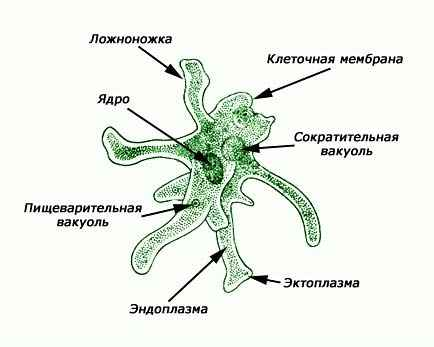 Ложноножка
Клеточная мембрана
Ядро
Сократительная
вакуоль
Пищеварительная
вакуоль
Эктоплазма
Эндоплазма